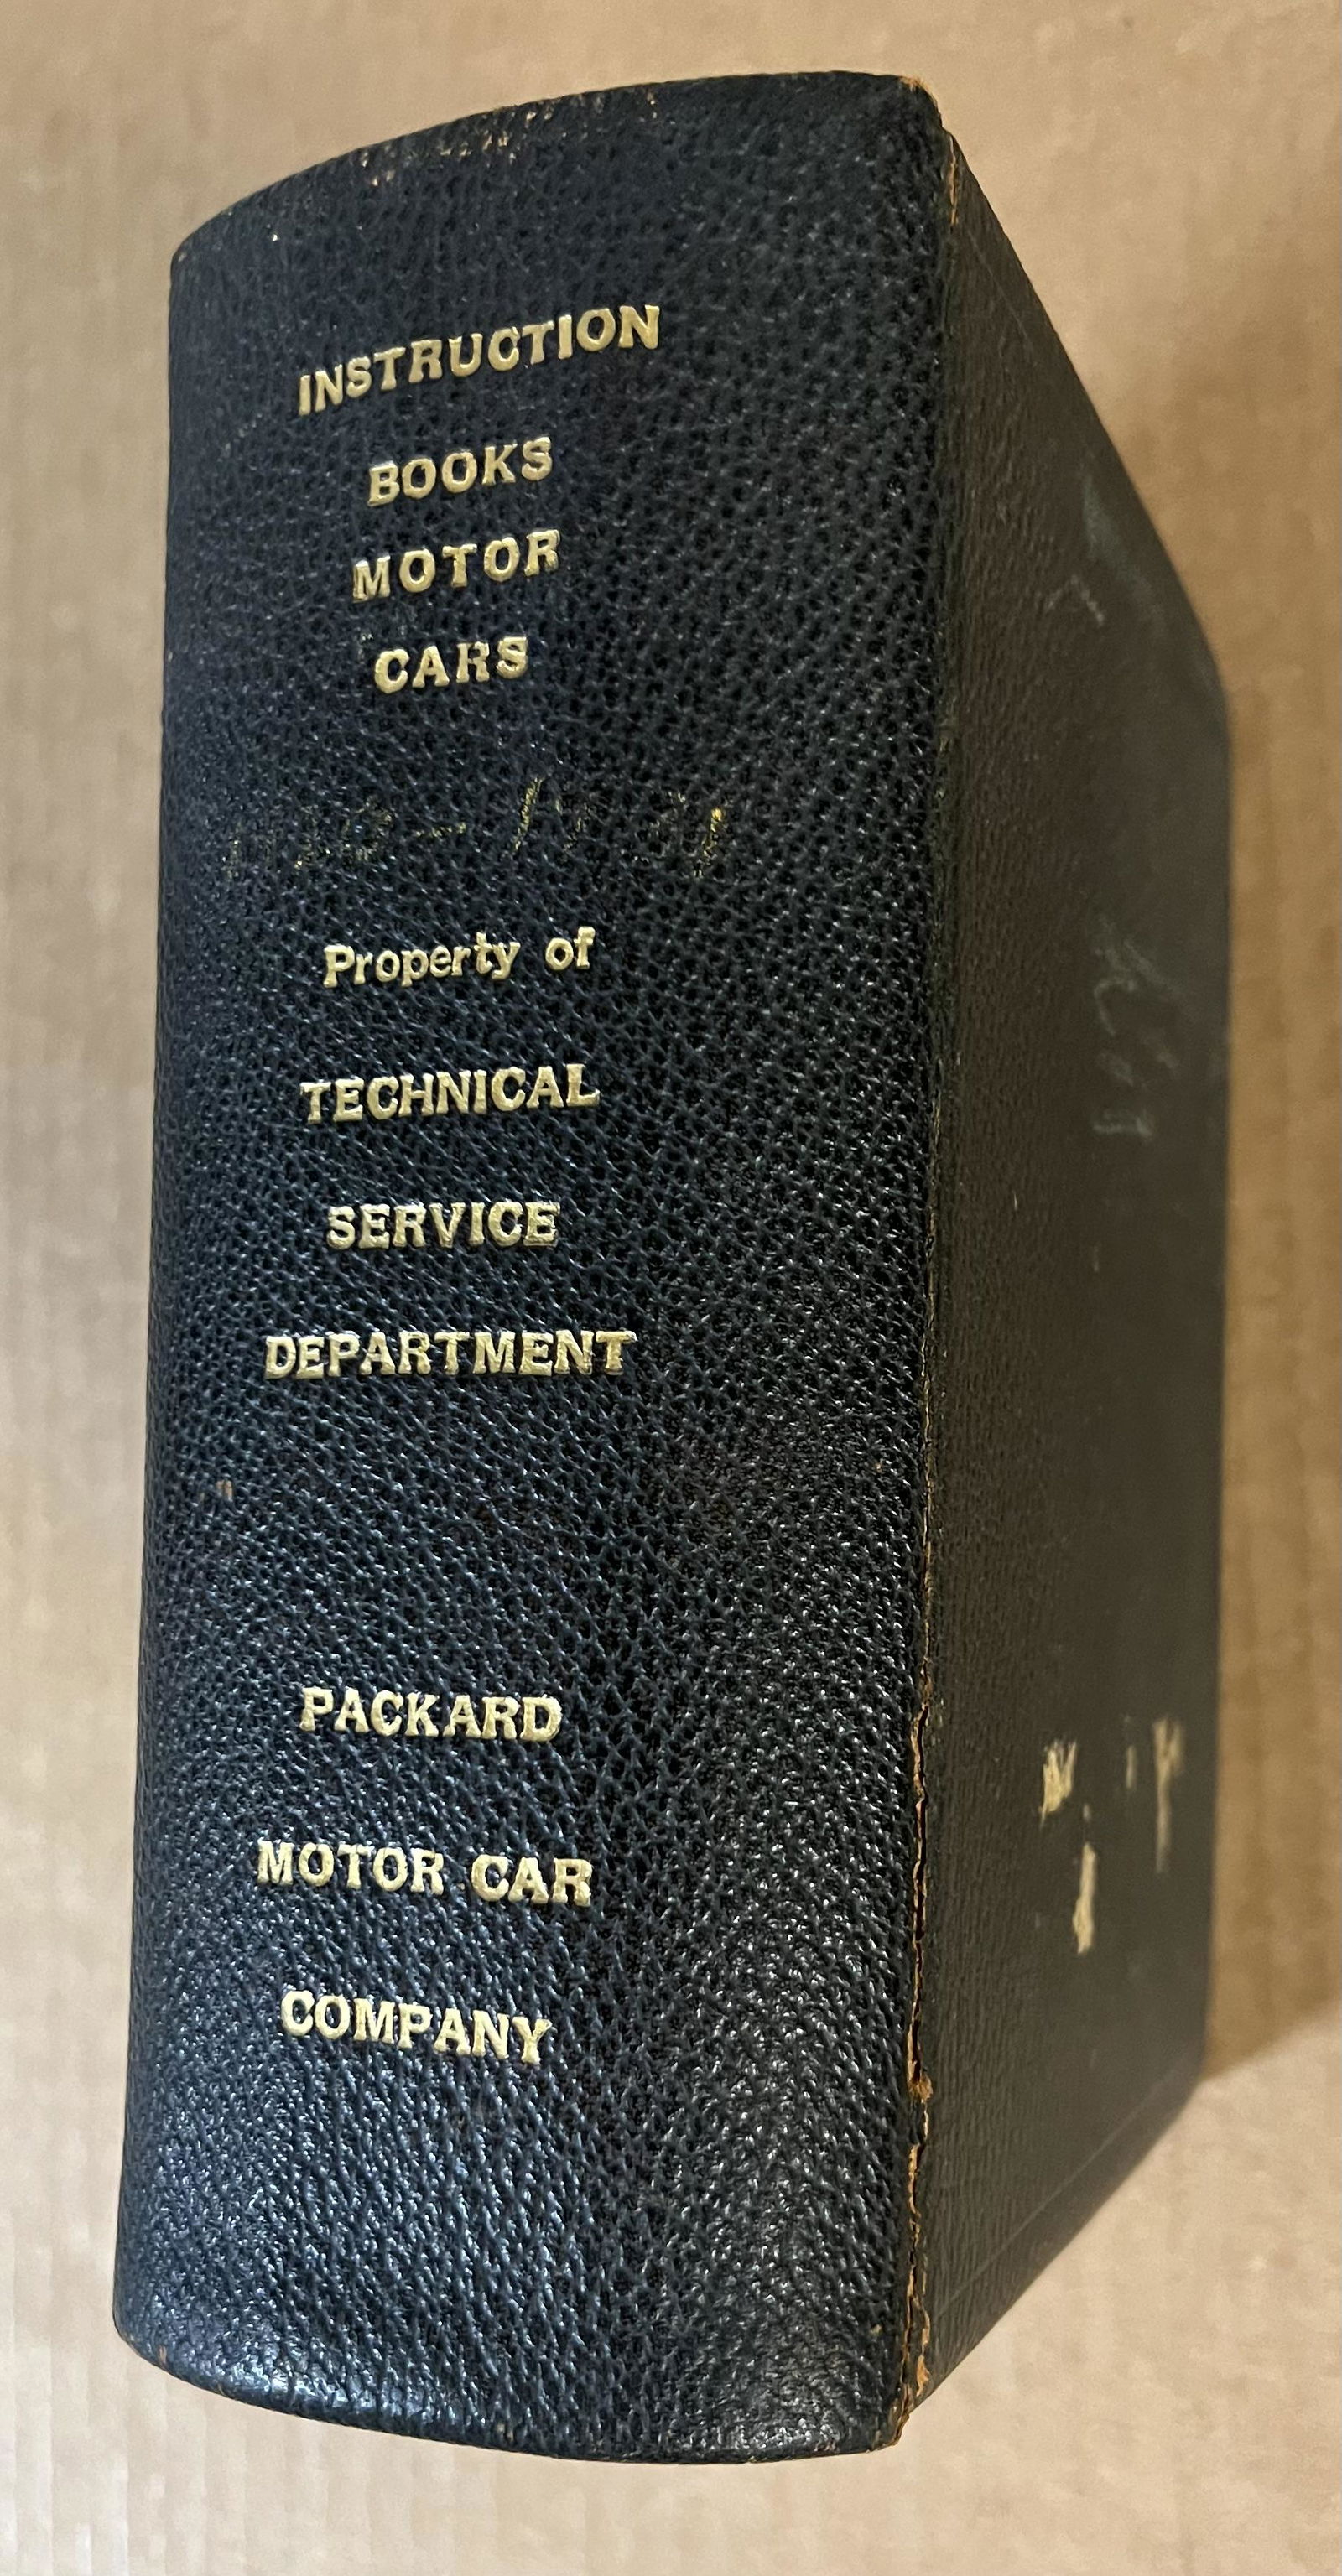 INSTRUCTION
BOOKS
MOTOR
CARS
Property of
TECHNICAL
SERVICE
DEPARTMENT
PACKARD
MOTOR CAR
COMPANY